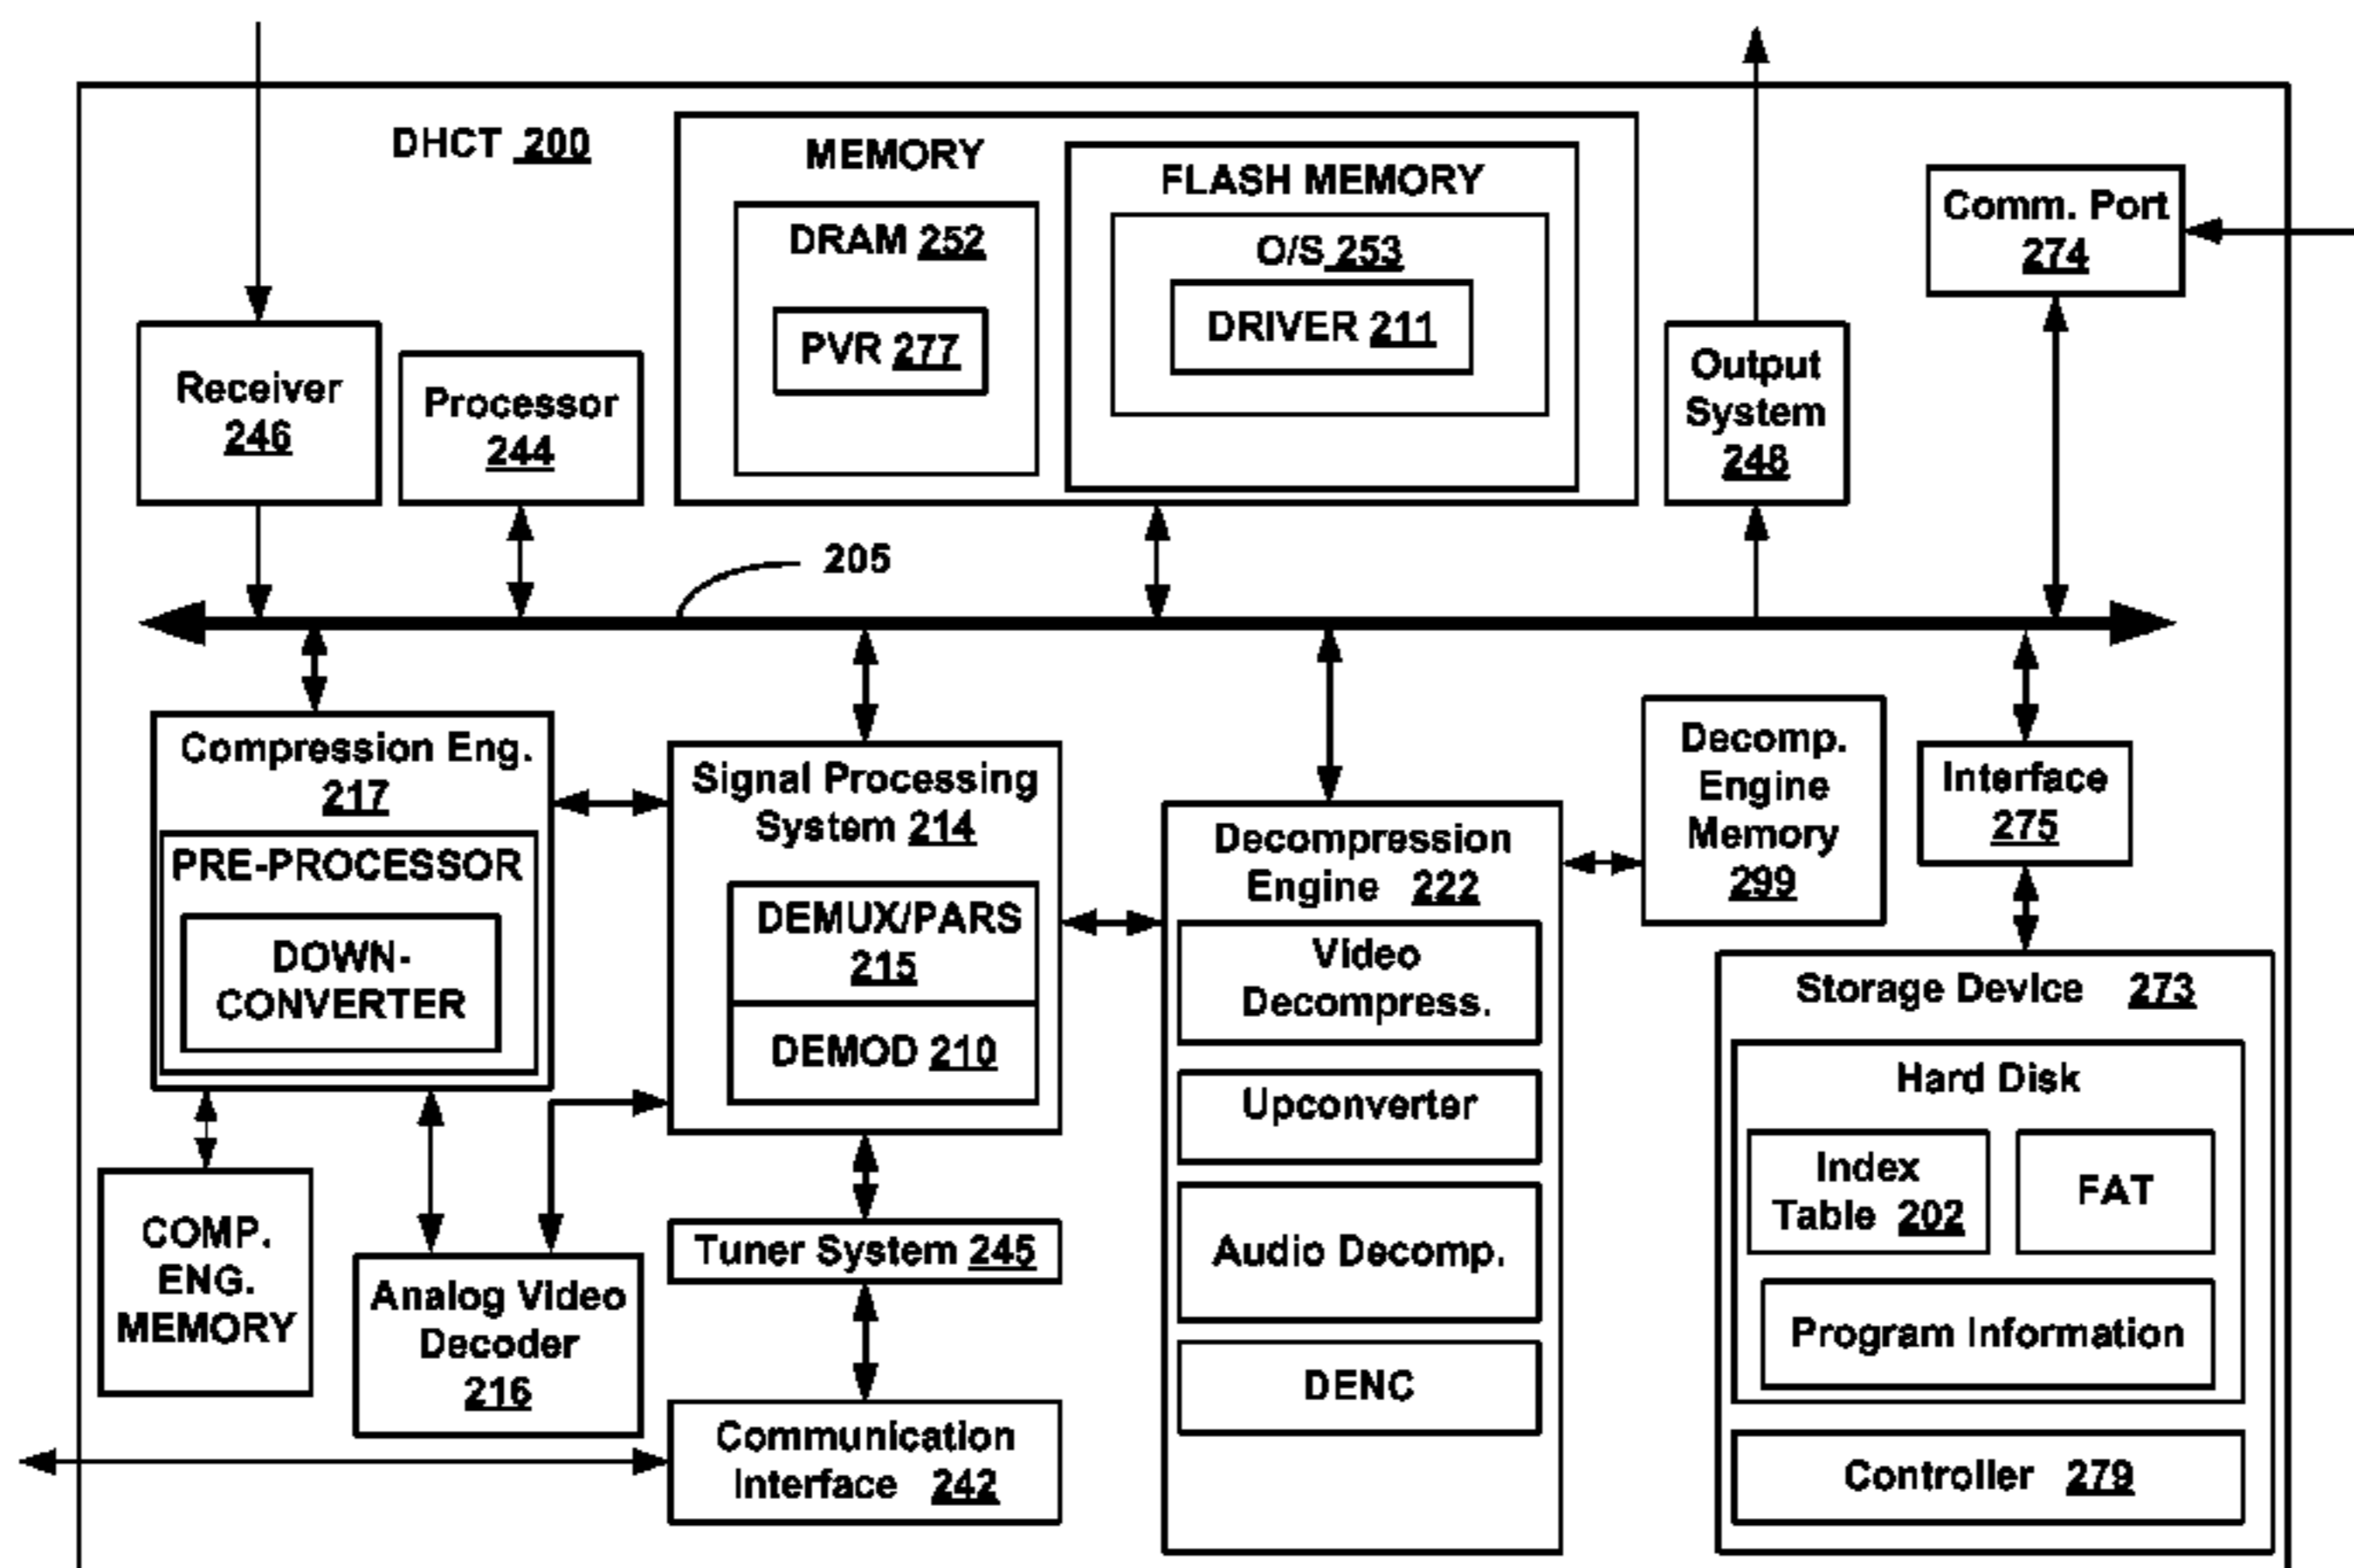 DHCT 200
MEMORY
DRAM 252
PVR 277
FLASH MEMORY
O/S 253
DRIVER 211
Comm. Port
274
Receiver
246
Processor
244
Output
System
248
205
Compression Eng.
217
PRE-PROCESSOR
DOWN-
CONVERTER
Signal Processing
System 214
DEMUX/PARS
215
DEMOD 210
Decompression
Engine 222
Video
Decompress.
Upconverter
Audio Decomp.
DENC
Decomp.
Engine
Memory
299
Interface
275
Storage Device 273
Hard Disk
Index
Table 202
FAT
Program Information
Controller 279
COMP.
ENG.
MEMORY
Analog Video
Decoder
216
Tuner System 245
Communication
Interface 242